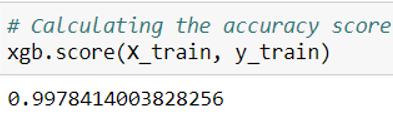 # Calculating the accuracy score
xgb.score(X_train, y_train)
0.9978414003828256